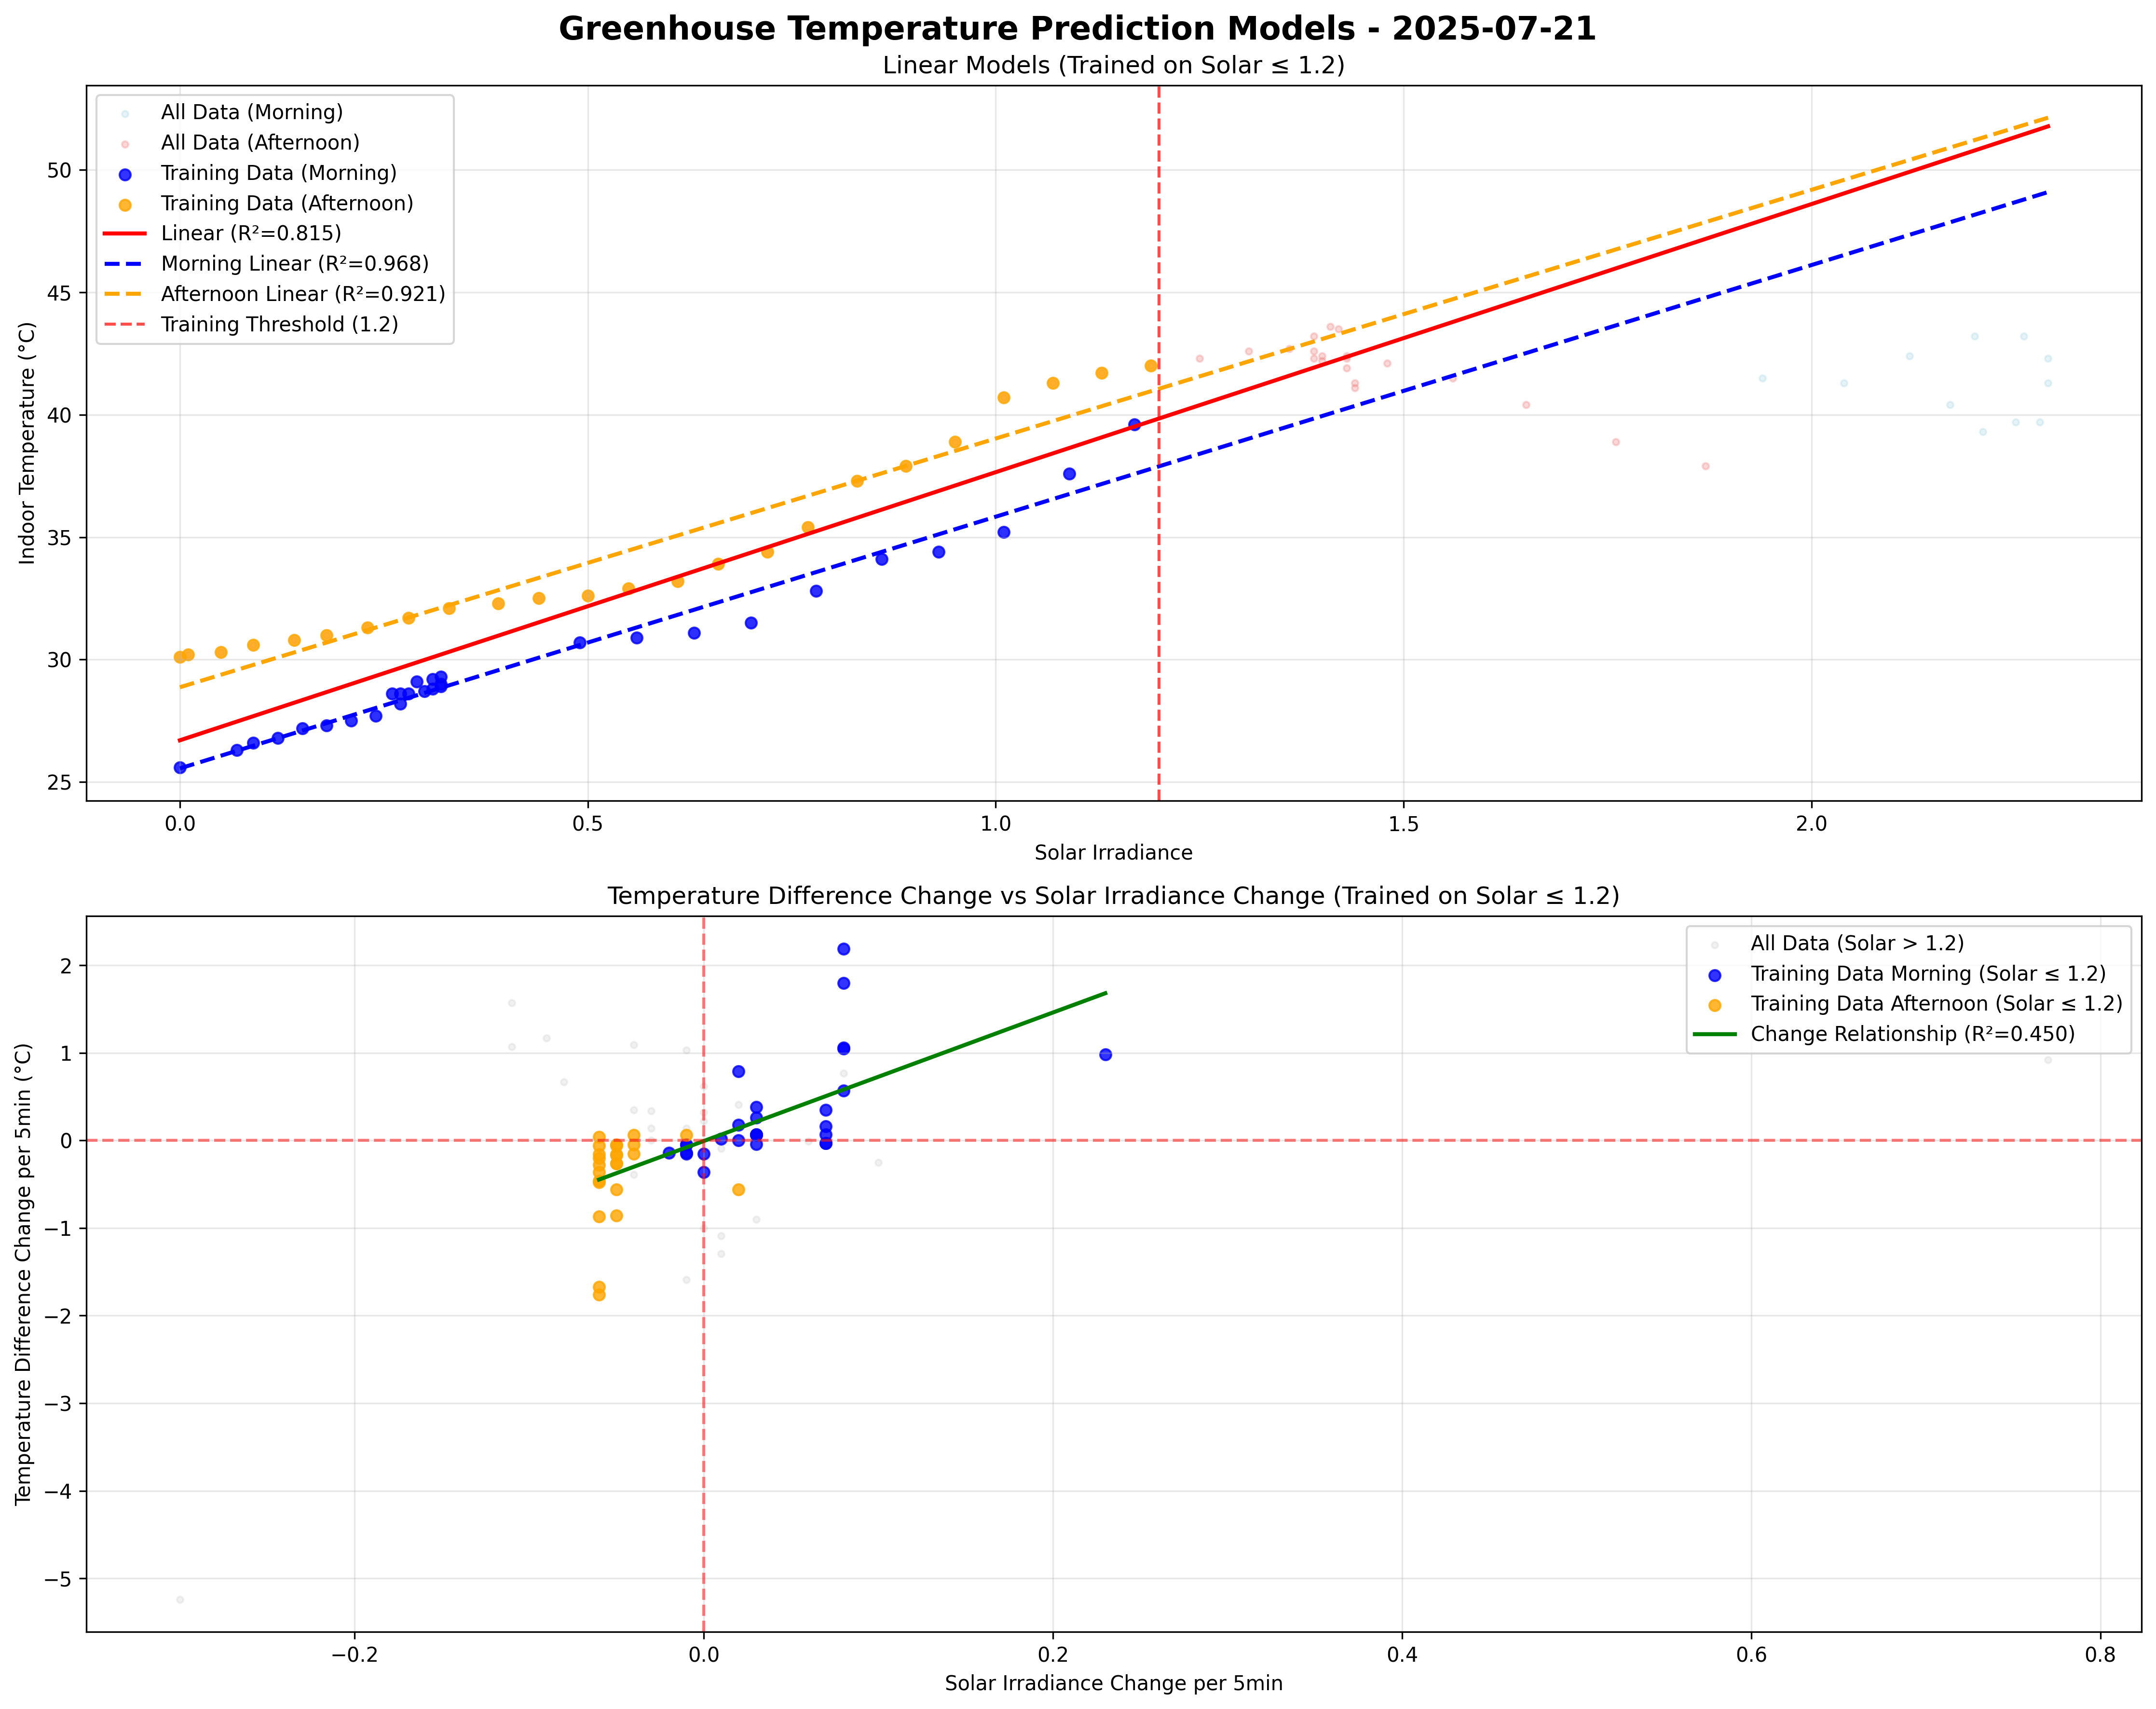 Greenhouse Temperature Prediction Models - 2025-07-21
Linear Models (Trained on Solar ≤ 1.2)
All Data (Morning)
All Data (Afternoon)
Training Data (Morning)
Training Data (Afternoon)
Linear (R²=0.815)
Morning Linear (R²=0.968)
Afternoon Linear (R²=0.921)
Training Threshold (1.2)
Indoor Temperature (°C)
50
45
40
35
30
25
0.0 0.5 1.0 1.5 2.0
Solar Irradiance
Temperature Difference Change vs Solar Irradiance Change (Trained on Solar ≤ 1.2)
All Data (Solar > 1.2)
Training Data Morning (Solar ≤ 1.2)
Training Data Afternoon (Solar ≤ 1.2)
Change Relationship (R²=0.450)
Temperature Difference Change per 5min (°C)
2
1
0
−1
−2
−3
−4
−5
−0.2 0.0 0.2 0.4 0.6 0.8
Solar Irradiance Change per 5min